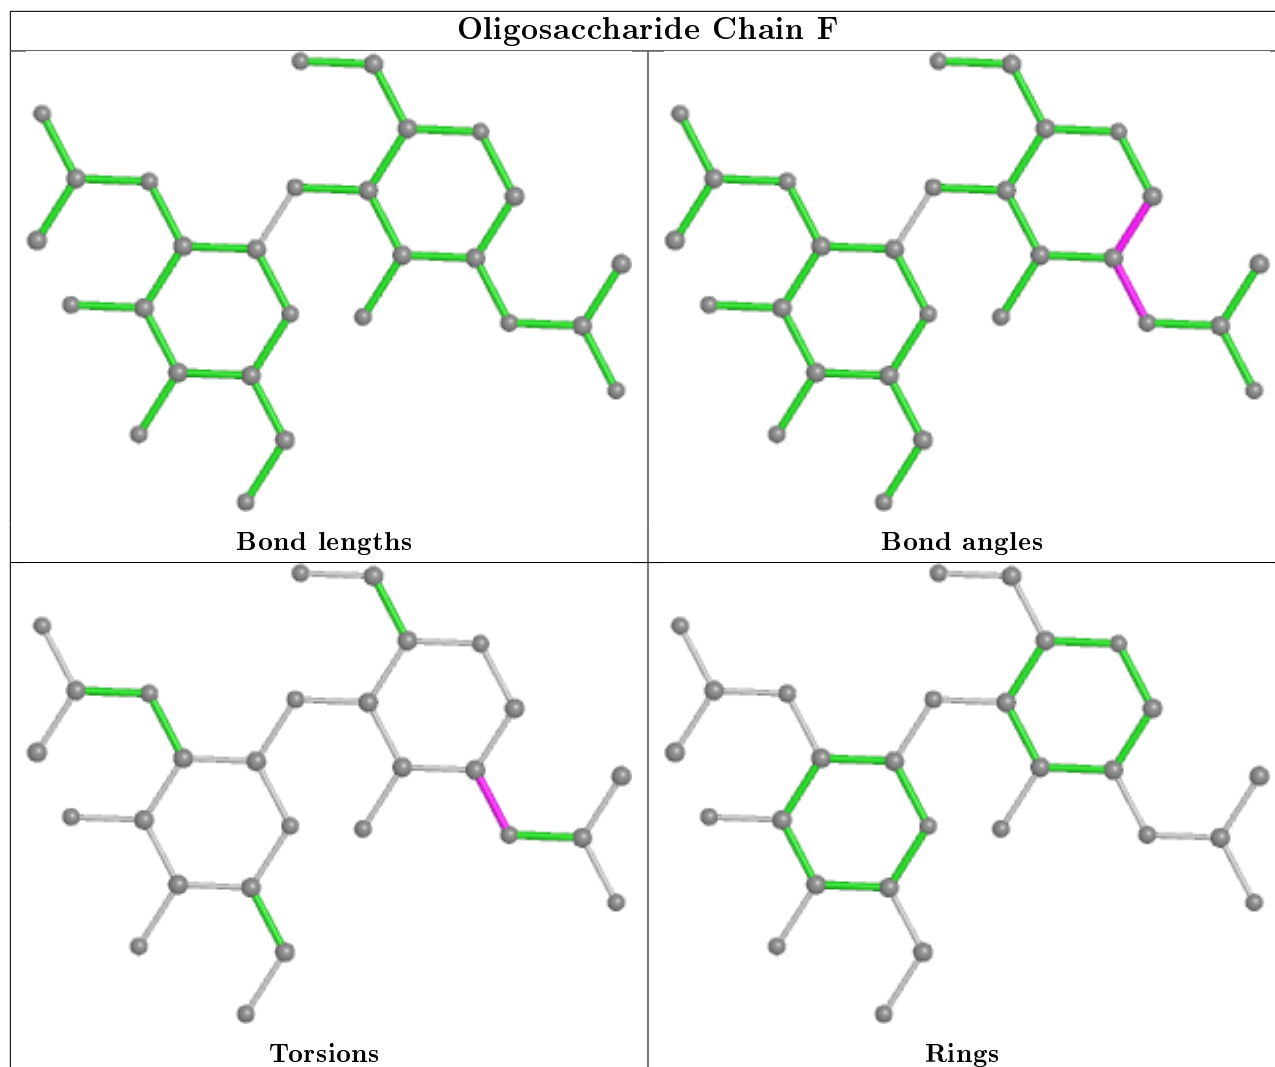 Oligosaccharide Chain F
Bond lengths
Bond angles
Torsions
Rings